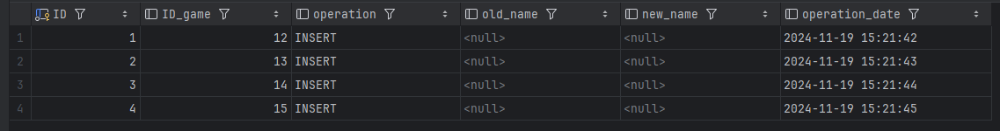 ID ID_game operation old_name new_name operation_date
1 1 12 INSERT <null> <null> 2024-11-19 15:21:42
2 2 13 INSERT <null> <null> 2024-11-19 15:21:43
3 3 14 INSERT <null> <null> 2024-11-19 15:21:44
4 4 15 INSERT <null> <null> 2024-11-19 15:21:45